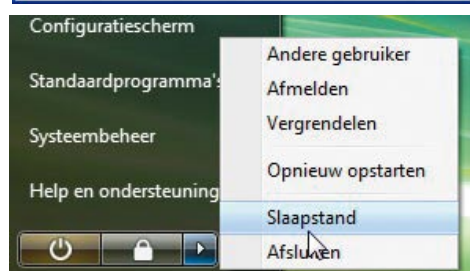 Configuratiescherm
Standaardprogramma's
Systeembeheer
Help en ondersteuning
Andere gebruiker
Afmelden
Vergrendelen
Opnieuw opstarten
Slaapstand
Afsluiten